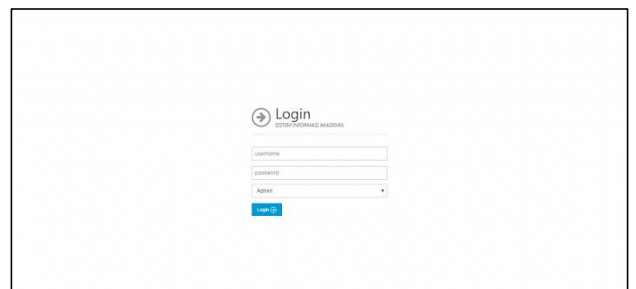 Login
SISTEM INFORMASI AKADEMIK
username
password
Admin
Login